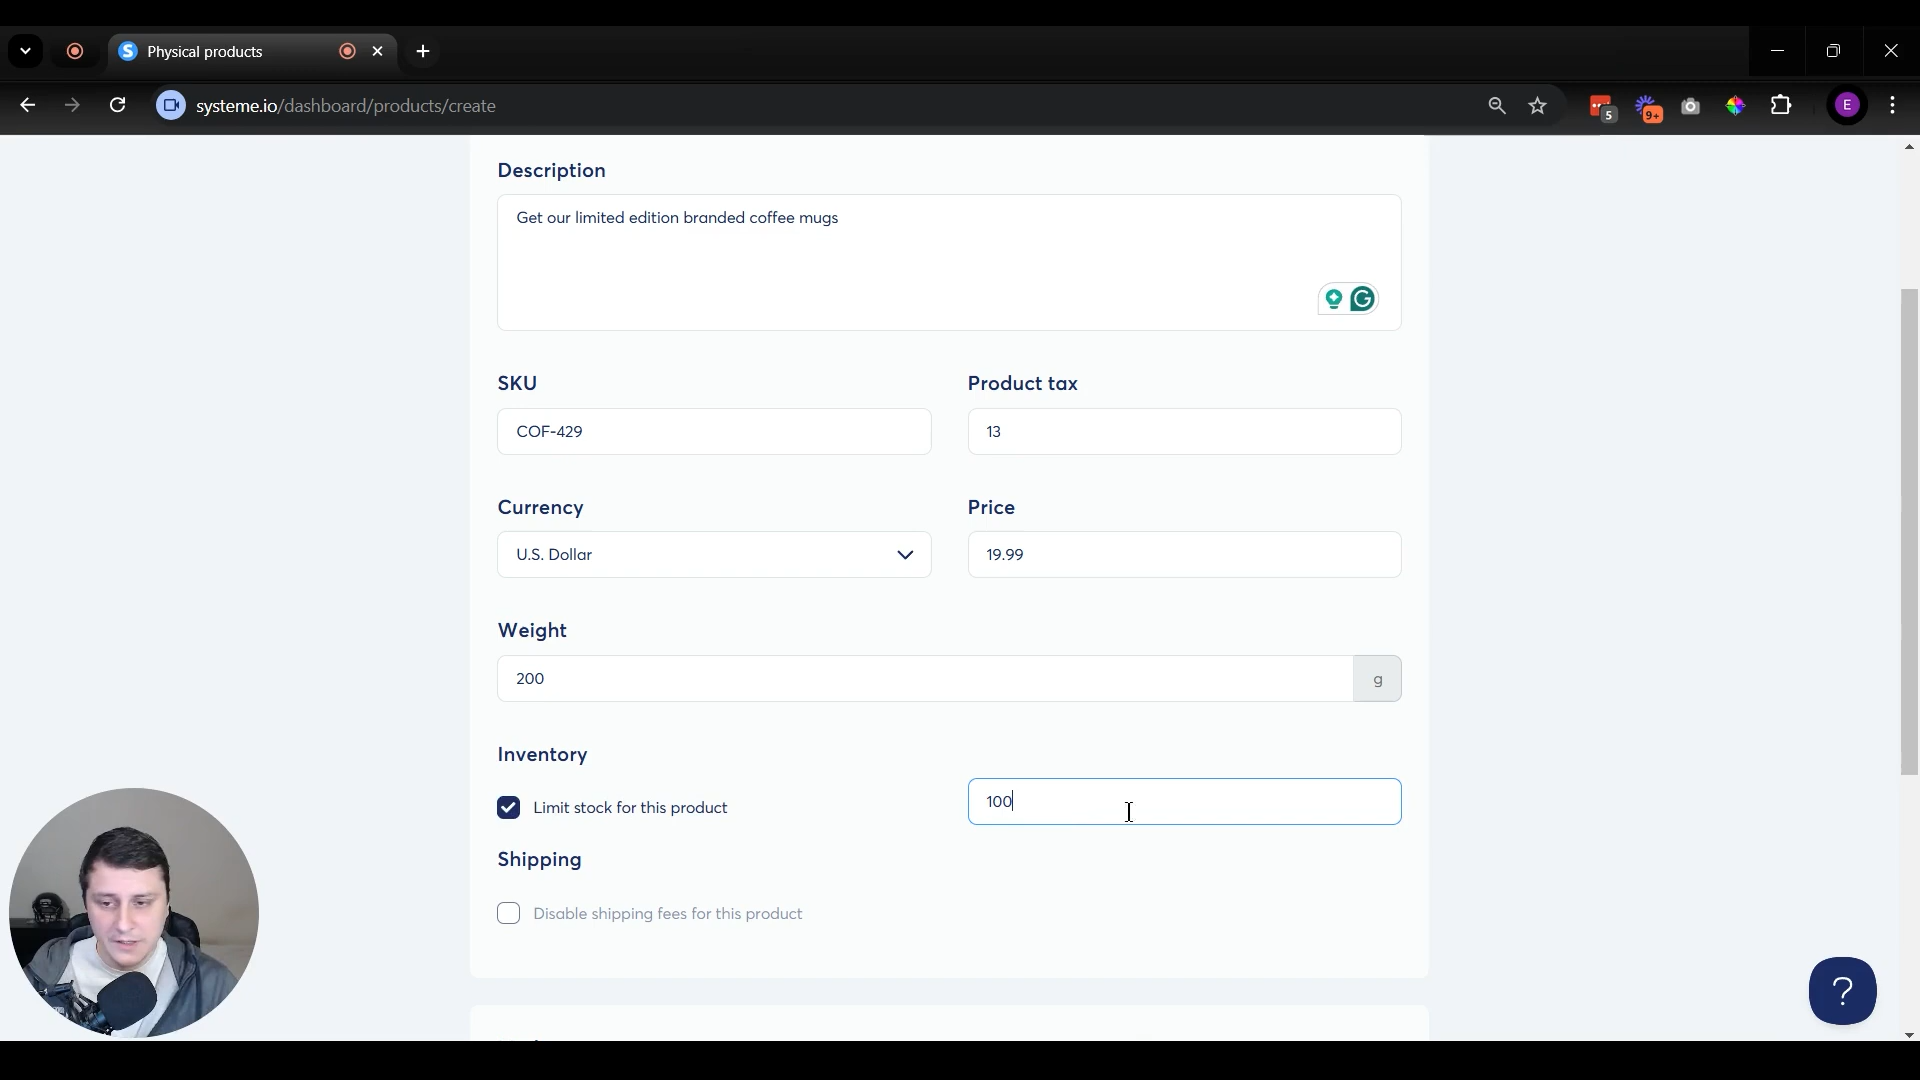 Physical products
systeme.io/dashboard/products/create
5
9+
E
Description
Get our limited edition branded coffee mugs
SKU
Product tax
COF-429
13
Currency
Price
U.S. Dollar
19.99
Weight
200
g
Inventory
Limit stock for this product
100
Shipping
Disable shipping fees for this product
?